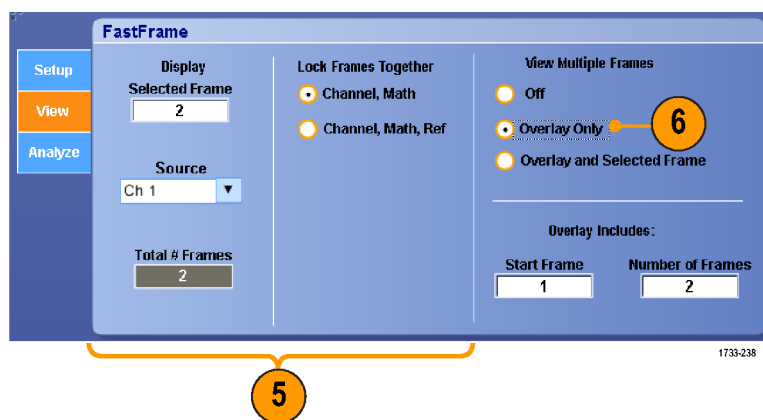 FastFrame
Setup
View
Analyze
Display
Selected Frame
2
Source
Ch 1
Total # Frames
2
Lock Frames Together
Channel, Math
Channel, Math, Ref
View Multiple Frames
Off
Overlay Only
6
Overlay and Selected Frame
Overlay Includes:
Start Frame
1
Number of Frames
2
5
1733-238